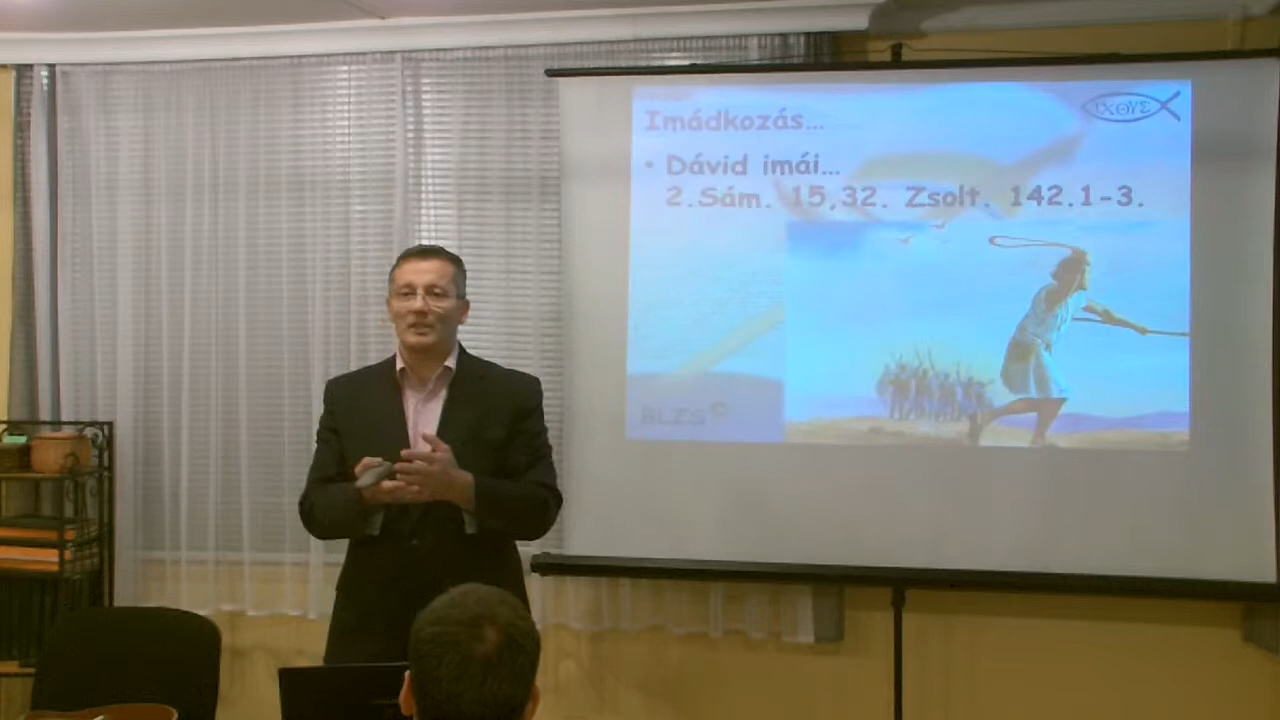 Imádkozás...
ΙΧΘΥΣ
• Dávid imái...
2.Sám. 15,32. Zsolt. 142.1-3.
BLZS